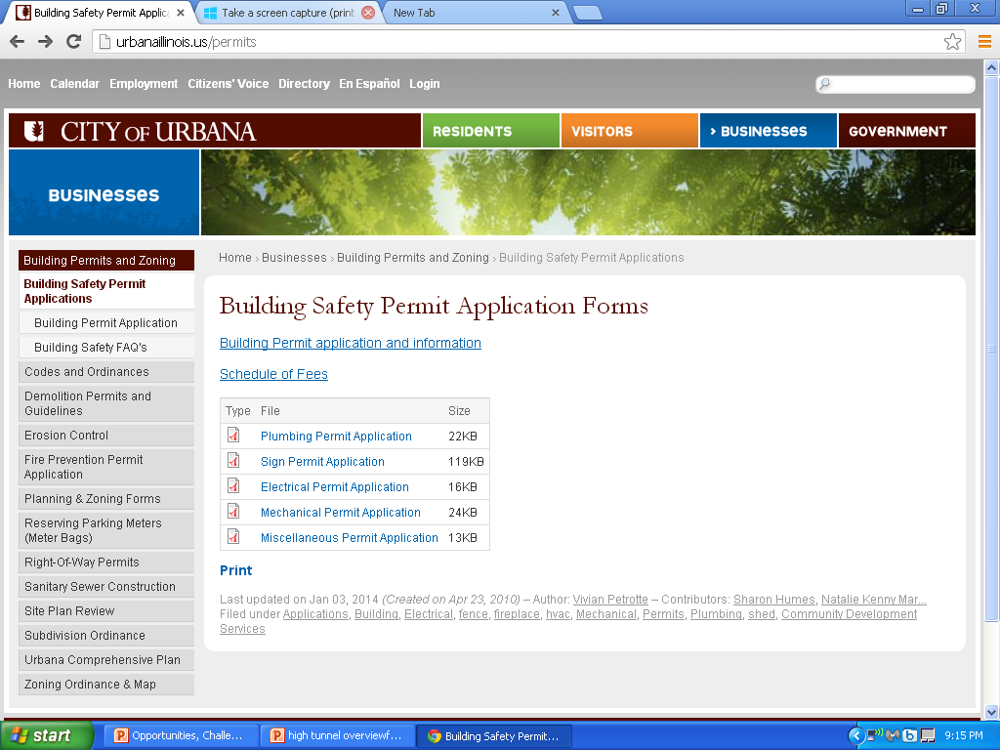 Building Safety Permit Applic
Take a screen capture (print
New Tab
urbanaillinois.us/permits
Home Calendar Employment Citizens' Voice Directory En Español Login
CITY OF URBANA
RESIDENTS
VISITORS
› BUSINESSES
GOVERNMENT
BUSINESSES
Building Permits and Zoning
Building Safety Permit
Applications
Building Permit Application
Building Safety FAQ's
Codes and Ordinances
Demolition Permits and
Guidelines
Erosion Control
Fire Prevention Permit
Application
Planning & Zoning Forms
Reserving Parking Meters
(Meter Bags)
Right-Of-Way Permits
Sanitary Sewer Construction
Site Plan Review
Subdivision Ordinance
Urbana Comprehensive Plan
Zoning Ordinance & Map
Home › Businesses › Building Permits and Zoning › Building Safety Permit Applications
Building Safety Permit Application Forms
Building Permit application and information
Schedule of Fees
Type File Size
Plumbing Permit Application 22KB
Sign Permit Application 119KB
Electrical Permit Application 16KB
Mechanical Permit Application 24KB
Miscellaneous Permit Application 13KB
Print
Last updated on Jan 03, 2014 (Created on Apr 23, 2010) – Author: Vivian Petrotte – Contributors: Sharon Humes, Natalie Kenny Mar...
Filed under Applications, Building, Electrical, fence, fireplace, hvac, Mechanical, Permits, Plumbing, shed, Community Development
Services
start
Opportunities, Challe...
high tunnel overviewf...
Building Safety Permit...
9:15 PM